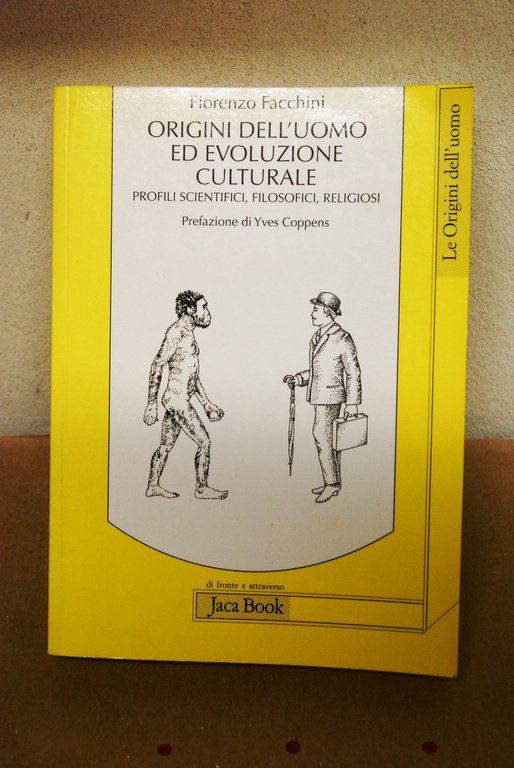 Fiorenzo Facchini
ORIGINI DELL'UOMO
ED EVOLUZIONE
CULTURALE
PROFILI SCIENTIFICI, FILOSOFICI, RELIGIOSI
Prefazione di Yves Coppens
Le Origini dell'uomo
di fronte e attraverso
Jaca Book